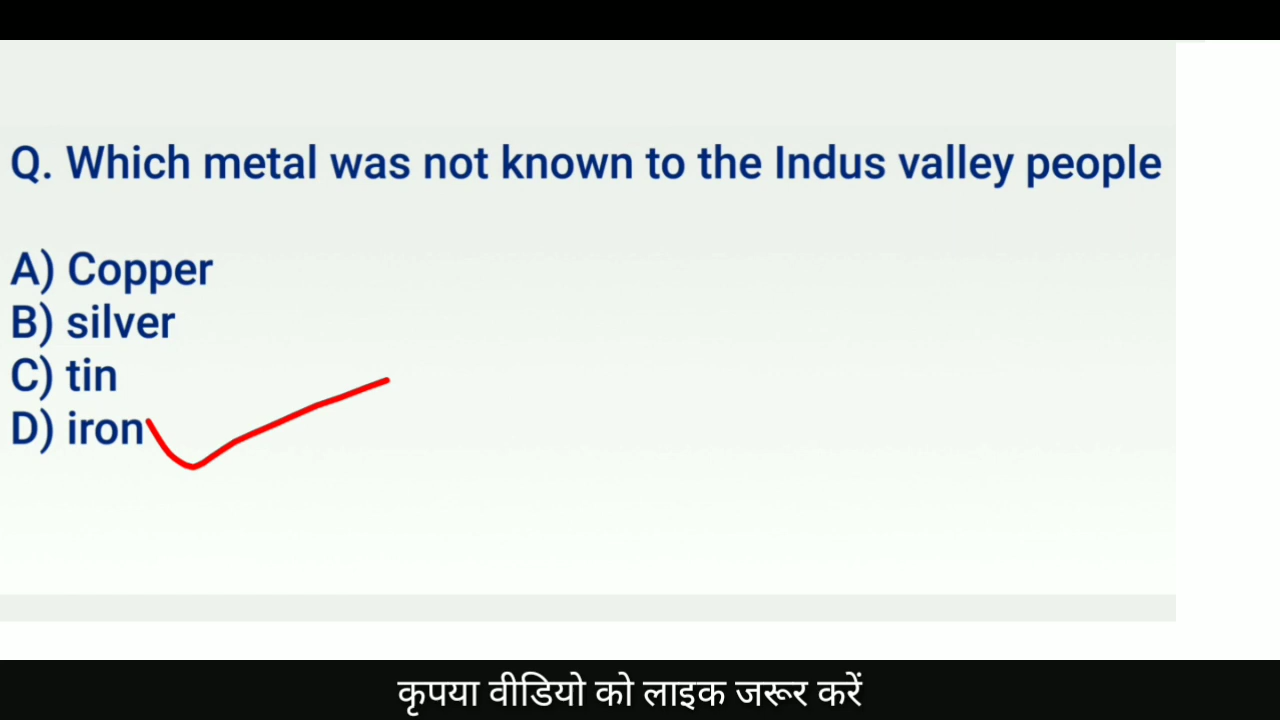 Q. Which metal was not known to the Indus valley people
A) Copper
B) silver
C) tin
D) iron
कृपया वीडियो को लाइक जरूर करें